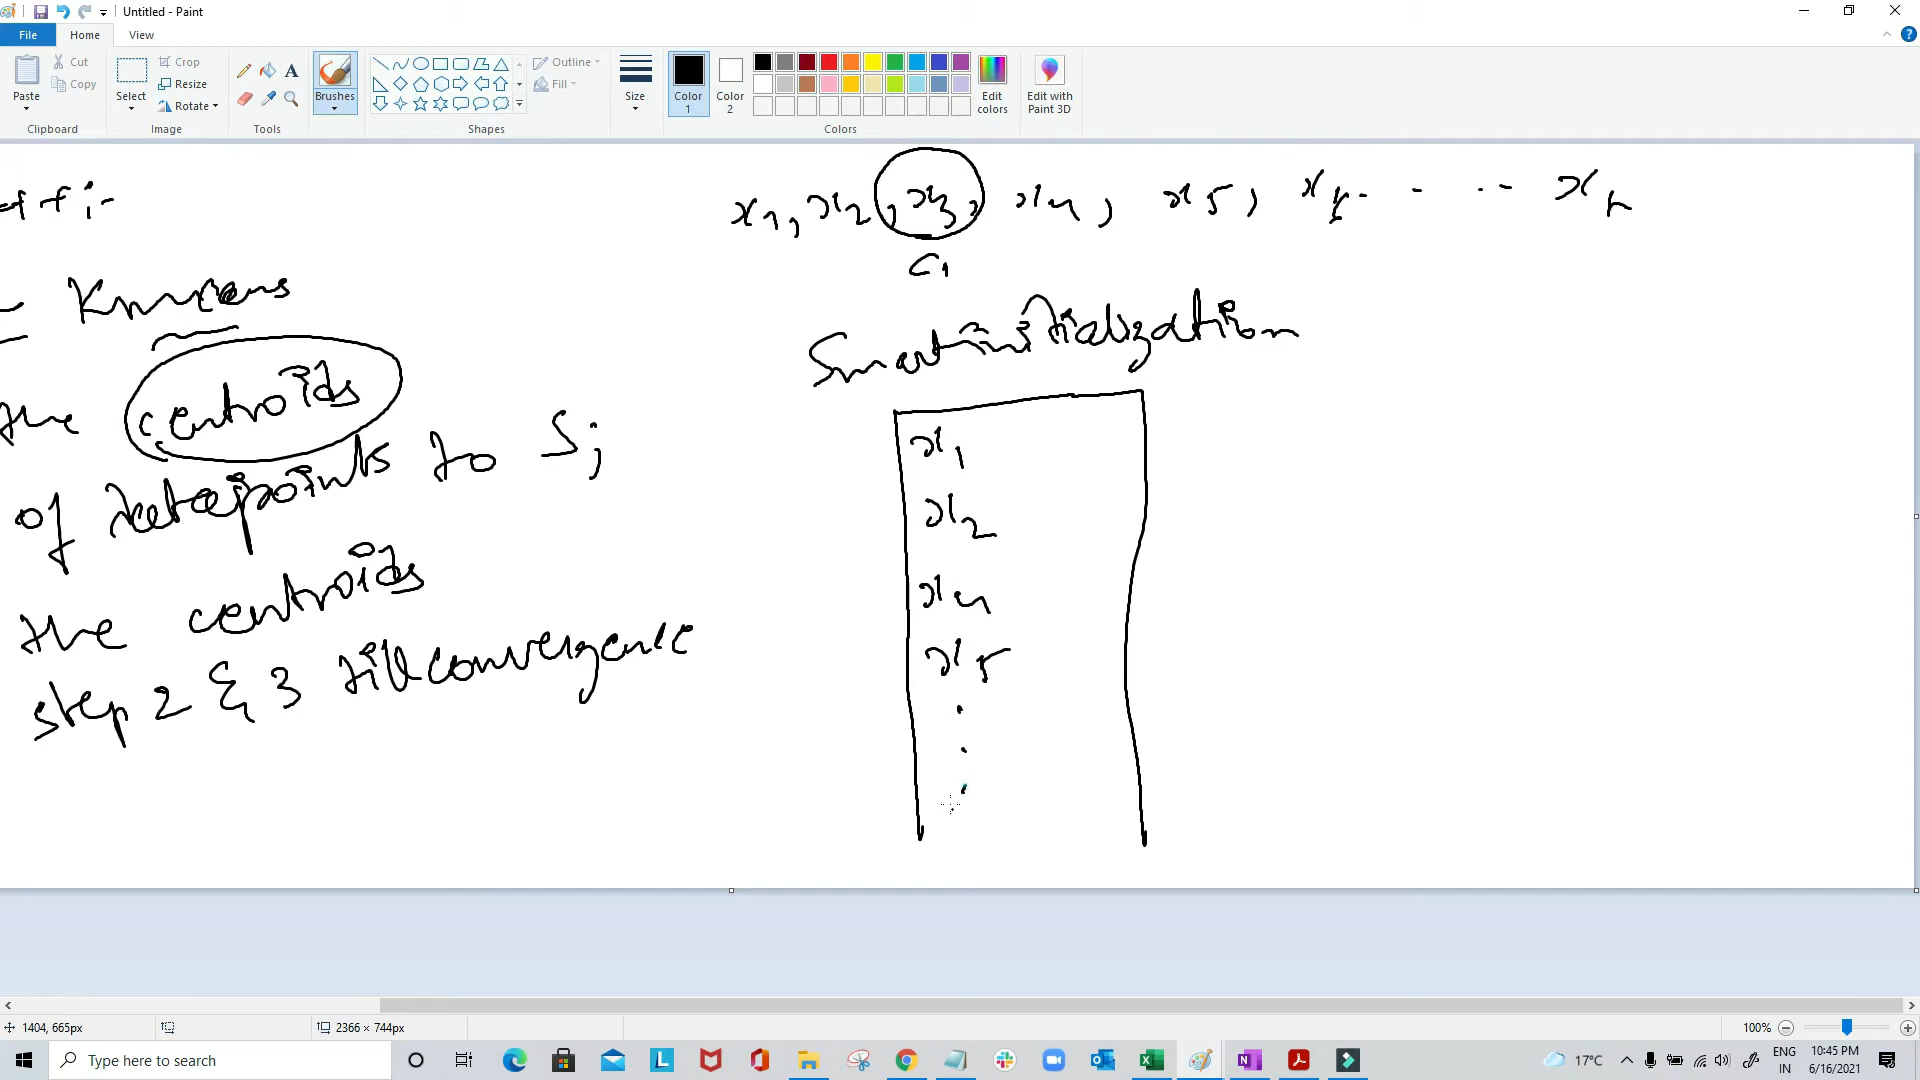 Untitled - Paint
File Home View
Paste
Cut
Copy
Clipboard
Select
Crop
Resize
Rotate
Image
Tools
Brushes
Shapes
Outline
Fill
Size
Color 1
Color 2
Colors
Edit colors
Edit with Paint 3D
x1, x2, x3, x4, x5, x6 . . . . xn
C1
Kmeans
Smart initialization
the centroids
of datapoints to S;
the centroids
step 2 & 3 till convergence
x1
x2
x4
x5
.
.
.
1404, 665px
2366 × 744px
100%
Type here to search
17°C
ENG
IN
10:45 PM
6/16/2021